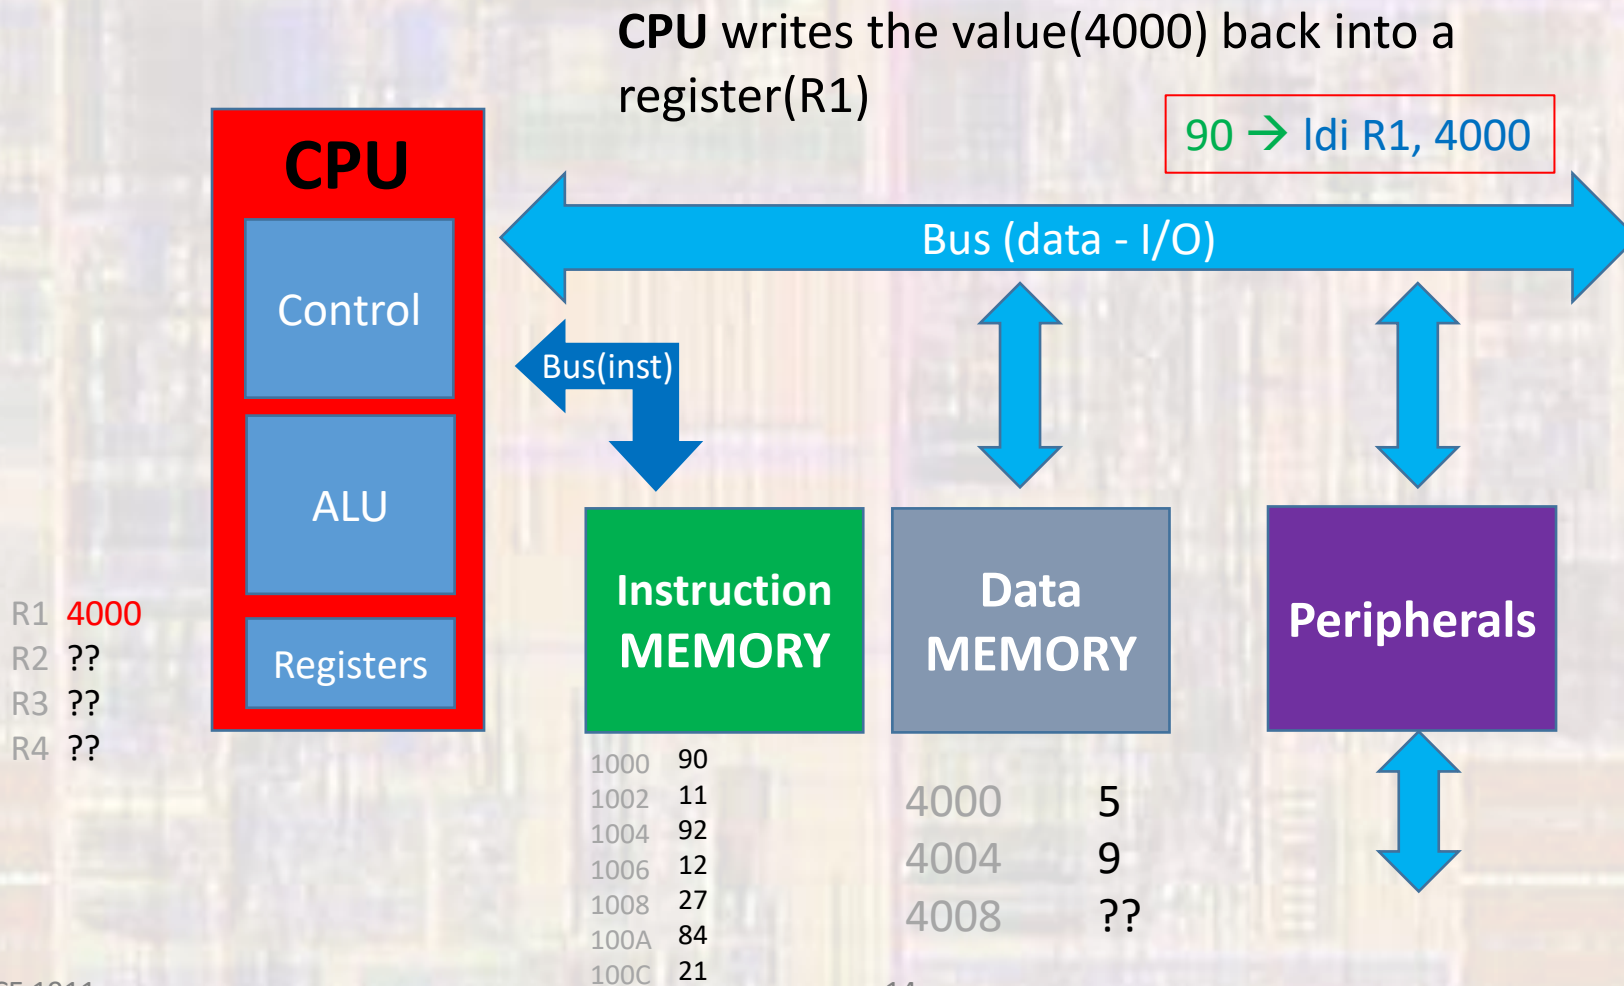 CPU writes the value(4000) back into a
register(R1)
90 → ldi R1, 4000
CPU
Bus (data - I/O)
Control
Bus(inst)
ALU
Registers
R1 4000
R2 ??
R3 ??
R4 ??
Instruction
MEMORY
Data
MEMORY
Peripherals
1000 90
1002 11
1004 92
1006 12
1008 27
100A 84
100C 21
4000 5
4004 9
4008 ??